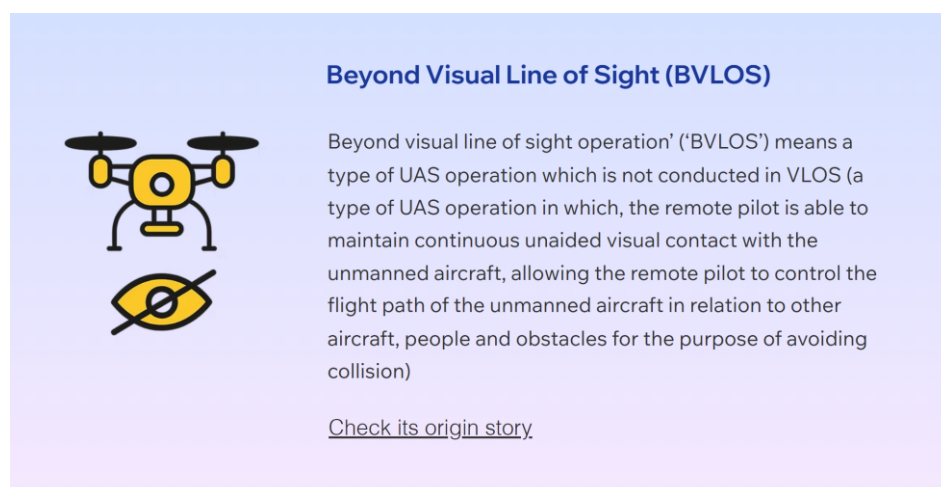 Beyond Visual Line of Sight (BVLOS)
Beyond visual line of sight operation’ (‘BVLOS’) means a
type of UAS operation which is not conducted in VLOS (a
type of UAS operation in which, the remote pilot is able to
maintain continuous unaided visual contact with the
unmanned aircraft, allowing the remote pilot to control the
flight path of the unmanned aircraft in relation to other
aircraft, people and obstacles for the purpose of avoiding
collision)
Check its origin story